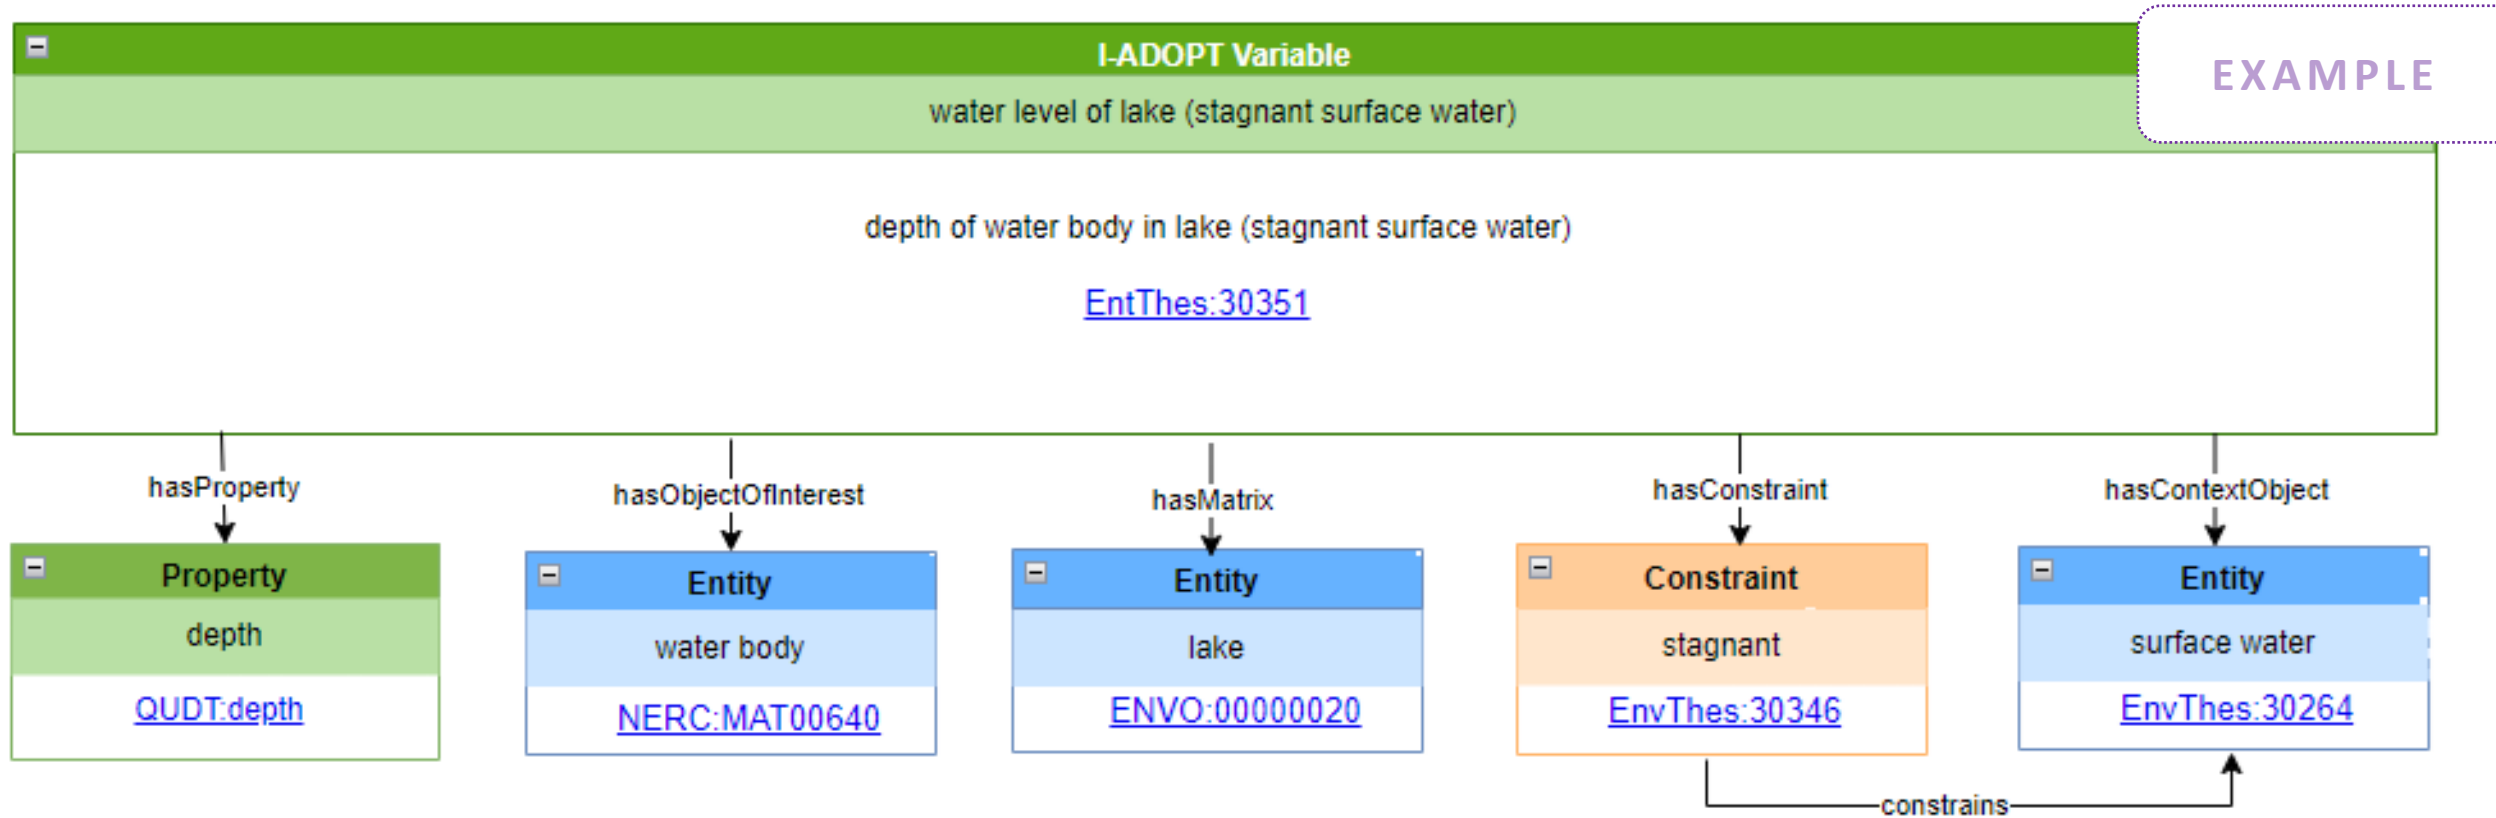 I-ADOPT Variable
EXAMPLE
water level of lake (stagnant surface water)
depth of water body in lake (stagnant surface water)
EntThes:30351
hasProperty
hasObjectOfInterest
hasMatrix
hasConstraint
hasContextObject
Property
depth
QUDT:depth
Entity
water body
NERC:MAT00640
Entity
lake
ENVO:00000020
Constraint
stagnant
EnvThes:30346
Entity
surface water
EnvThes:30264
constrains